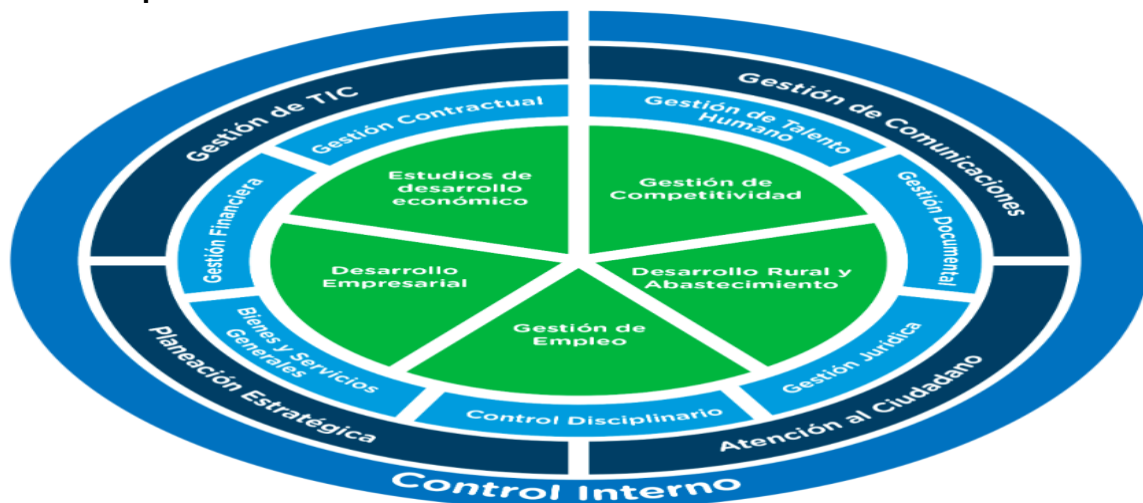 Gestión de TIC
Gestión de Comunicaciones
Gestión Contractual
Gestión de Talento
Humano
Estudios de
desarrollo
económico
Gestión de
Competitividad
Gestión Financiera
Gestión Documental
Desarrollo
Empresarial
Desarrollo Rural y
Abastecimiento
Gestión de
Empleo
Bienes y Servicios
Generales
Gestión Jurídica
Control Disciplinario
Planeación Estratégica
Atención al Ciudadano
Control Interno